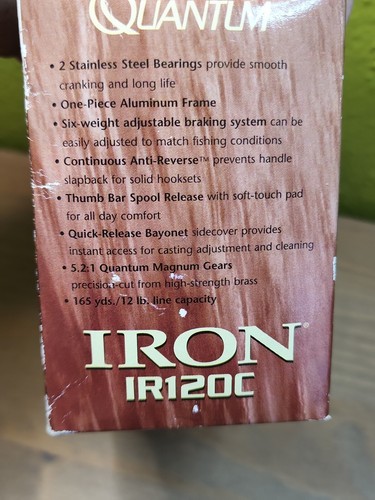 QUANTUM
• 2 Stainless Steel Bearings provide smooth
cranking and long life
• One-Piece Aluminum Frame
• Six-weight adjustable braking system can be
easily adjusted to match fishing conditions
• Continuous Anti-Reverse™ prevents handle
slapback for solid hooksets
• Thumb Bar Spool Release with soft-touch pad
for all day comfort
• Quick-Release Bayonet sidecover provides
instant access for casting adjustment and cleaning
• 5.2:1 Quantum Magnum Gears
precision-cut from high-strength brass
• 165 yds./12 lb. line capacity
IRON®
IR120C